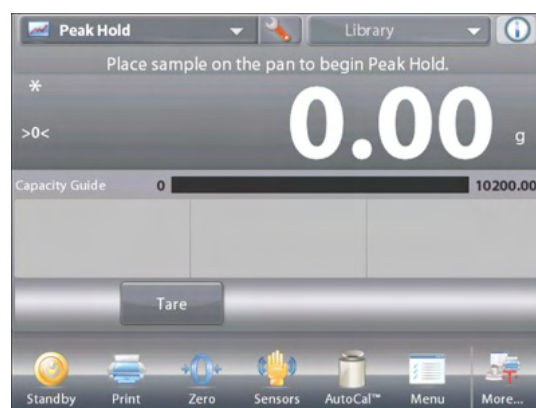 Peak Hold
Library
Place sample on the pan to begin Peak Hold.
*
>0<
0.00 g
Capacity Guide 0 10200.00
Tare
Standby Print Zero Sensors AutoCal™ Menu More...